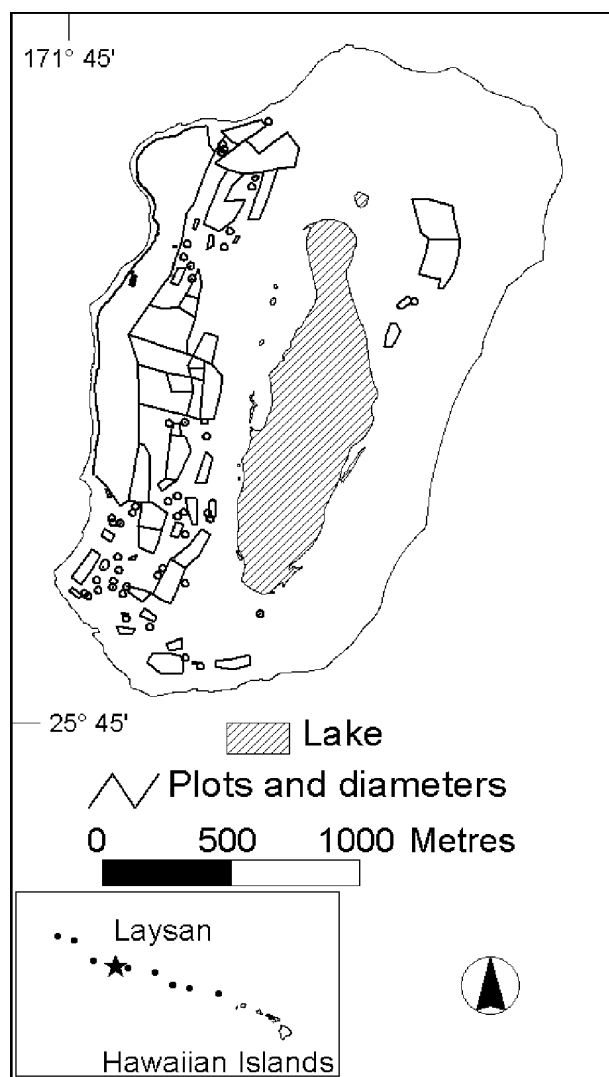 171° 45'
25° 45'
Lake
Plots and diameters
0 500 1000 Metres
Laysan
Hawaiian Islands